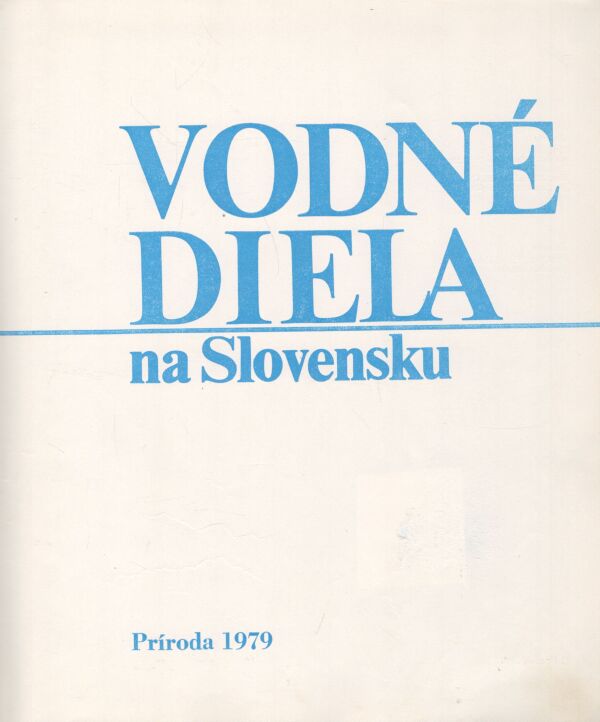 VODNÉ
DIELA
na Slovensku
Príroda 1979